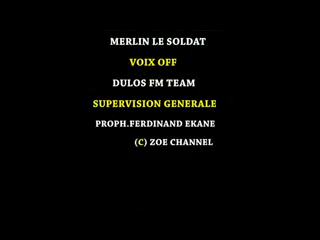 MERLIN LE SOLDAT
VOIX OFF
DULOS FM TEAM
SUPERVISION GENERALE
PROPH.FERDINAND EKANE
(C) ZOE CHANNEL